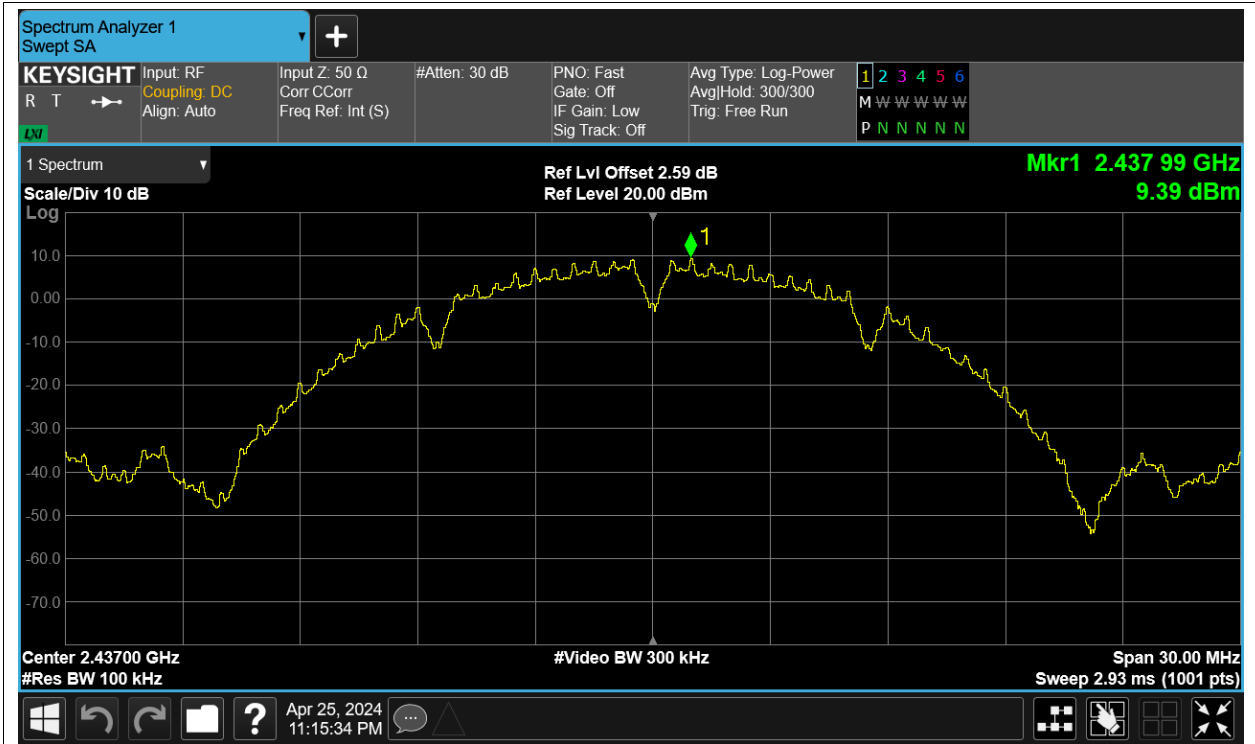 Spectrum Analyzer 1
Swept SA
KEYSIGHT
R T
LXI
Input: RF
Coupling: DC
Align: Auto
Input Z: 50 Ω
Corr CCorr
Freq Ref: Int (S)
#Atten: 30 dB
PNO: Fast
Gate: Off
IF Gain: Low
Sig Track: Off
Avg Type: Log-Power
Avg|Hold: 300/300
Trig: Free Run
1 2 3 4 5 6
M W W W W W
P N N N N N
1 Spectrum
Scale/Div 10 dB
Log
Ref Lvl Offset 2.59 dB
Ref Level 20.00 dBm
Mkr1 2.437 99 GHz
9.39 dBm
1
10.0
0.00
-10.0
-20.0
-30.0
-40.0
-50.0
-60.0
-70.0
Center 2.43700 GHz
#Res BW 100 kHz
#Video BW 300 kHz
Span 30.00 MHz
Sweep 2.93 ms (1001 pts)
?
Apr 25, 2024
11:15:34 PM